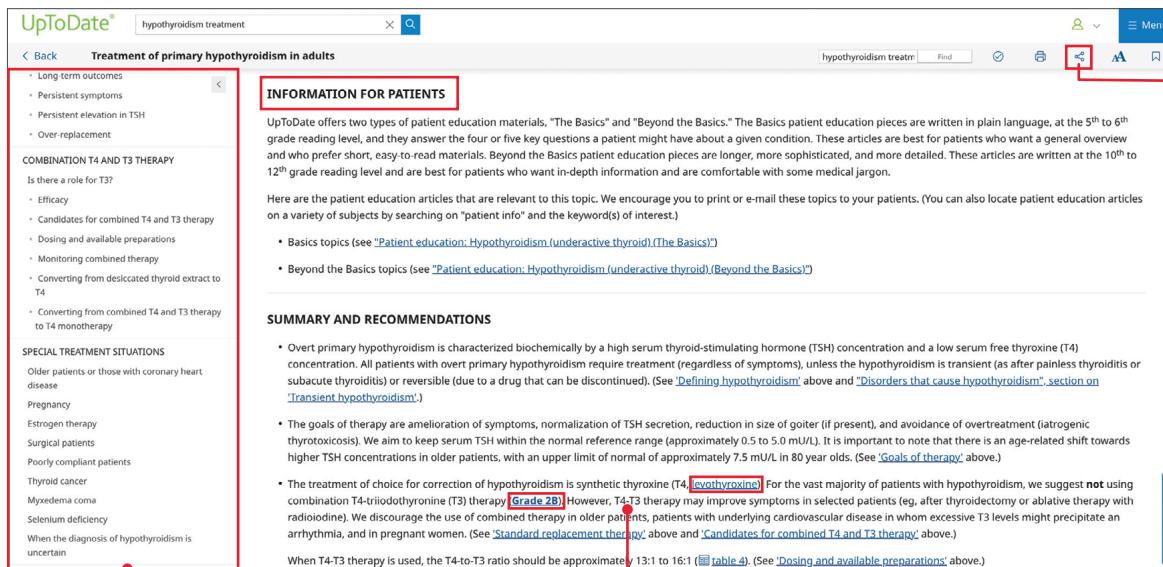 UpToDate®
hypothyroidism treatment
Menu
Back
Treatment of primary hypothyroidism in adults
hypothyroidism treatm
Find
AA
Long-term outcomes
Persistent symptoms
Persistent elevation in TSH
Over-replacement
COMBINATION T4 AND T3 THERAPY
Is there a role for T3?
Efficacy
Candidates for combined T4 and T3 therapy
Dosing and available preparations
Monitoring combined therapy
Converting from desiccated thyroid extract to
T4
Converting from combined T4 and T3 therapy
to T4 monotherapy
SPECIAL TREATMENT SITUATIONS
Older patients or those with coronary heart
disease
Pregnancy
Estrogen therapy
Surgical patients
Poorly compliant patients
Thyroid cancer
Myxedema coma
Selenium deficiency
When the diagnosis of hypothyroidism is
uncertain
INFORMATION FOR PATIENTS
UpToDate offers two types of patient education materials, "The Basics" and "Beyond the Basics." The Basics patient education pieces are written in plain language, at the 5th to 6th
grade reading level, and they answer the four or five key questions a patient might have about a given condition. These articles are best for patients who want a general overview
and who prefer short, easy-to-read materials. Beyond the Basics patient education pieces are longer, more sophisticated, and more detailed. These articles are written at the 10th to
12th grade reading level and are best for patients who want in-depth information and are comfortable with some medical jargon.
Here are the patient education articles that are relevant to this topic. We encourage you to print or e-mail these topics to your patients. (You can also locate patient education articles
on a variety of subjects by searching on "patient info" and the keyword(s) of interest.)
• Basics topics (see "Patient education: Hypothyroidism (underactive thyroid) (The Basics)")
• Beyond the Basics topics (see "Patient education: Hypothyroidism (underactive thyroid) (Beyond the Basics)")
SUMMARY AND RECOMMENDATIONS
• Overt primary hypothyroidism is characterized biochemically by a high serum thyroid-stimulating hormone (TSH) concentration and a low serum free thyroxine (T4)
concentration. All patients with overt primary hypothyroidism require treatment (regardless of symptoms), unless the hypothyroidism is transient (as after painless thyroiditis or
subacute thyroiditis) or reversible (due to a drug that can be discontinued). (See 'Defining hypothyroidism' above and "Disorders that cause hypothyroidism", section on
'Transient hypothyroidism'.)
• The goals of therapy are amelioration of symptoms, normalization of TSH secretion, reduction in size of goiter (if present), and avoidance of overtreatment (iatrogenic
thyrotoxicosis). We aim to keep serum TSH within the normal reference range (approximately 0.5 to 5.0 mU/L). It is important to note that there is an age-related shift towards
higher TSH concentrations in older patients, with an upper limit of normal of approximately 7.5 mU/L in 80 year olds. (See 'Goals of therapy' above.)
• The treatment of choice for correction of hypothyroidism is synthetic thyroxine (T4, levothyroxine). For the vast majority of patients with hypothyroidism, we suggest not using
combination T4-triiodothyronine (T3) therapy (Grade 2B). However, T4-T3 therapy may improve symptoms in selected patients (eg, after thyroidectomy or ablative therapy with
radioiodine). We discourage the use of combined therapy in older patients, patients with underlying cardiovascular disease in whom excessive T3 levels might precipitate an
arrhythmia, and in pregnant women. (See 'Standard replacement therapy' above and 'Candidates for combined T4 and T3 therapy' above.)
When T4-T3 therapy is used, the T4-to-T3 ratio should be approximately 13:1 to 16:1 (table 4). (See 'Dosing and available preparations' above.)